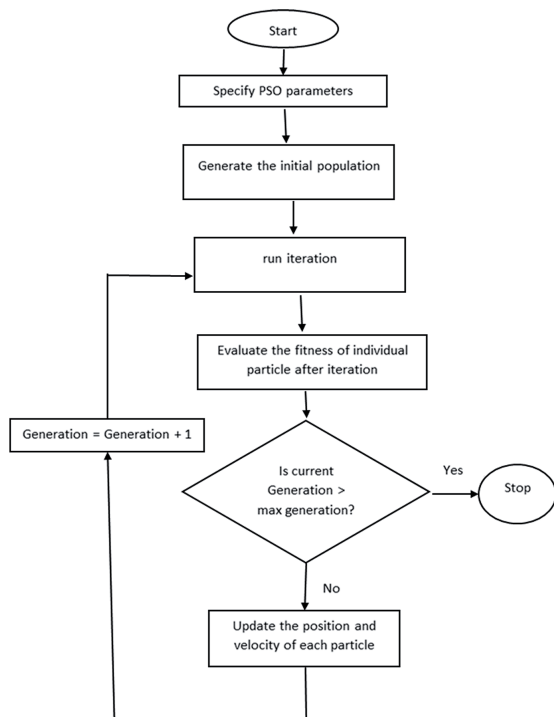 Start
Specify PSO parameters
Generate the initial population
run iteration
Evaluate the fitness of individual
particle after iteration
Generation = Generation + 1
Is current
Generation >
max generation?
Yes
Stop
No
Update the position and
velocity of each particle